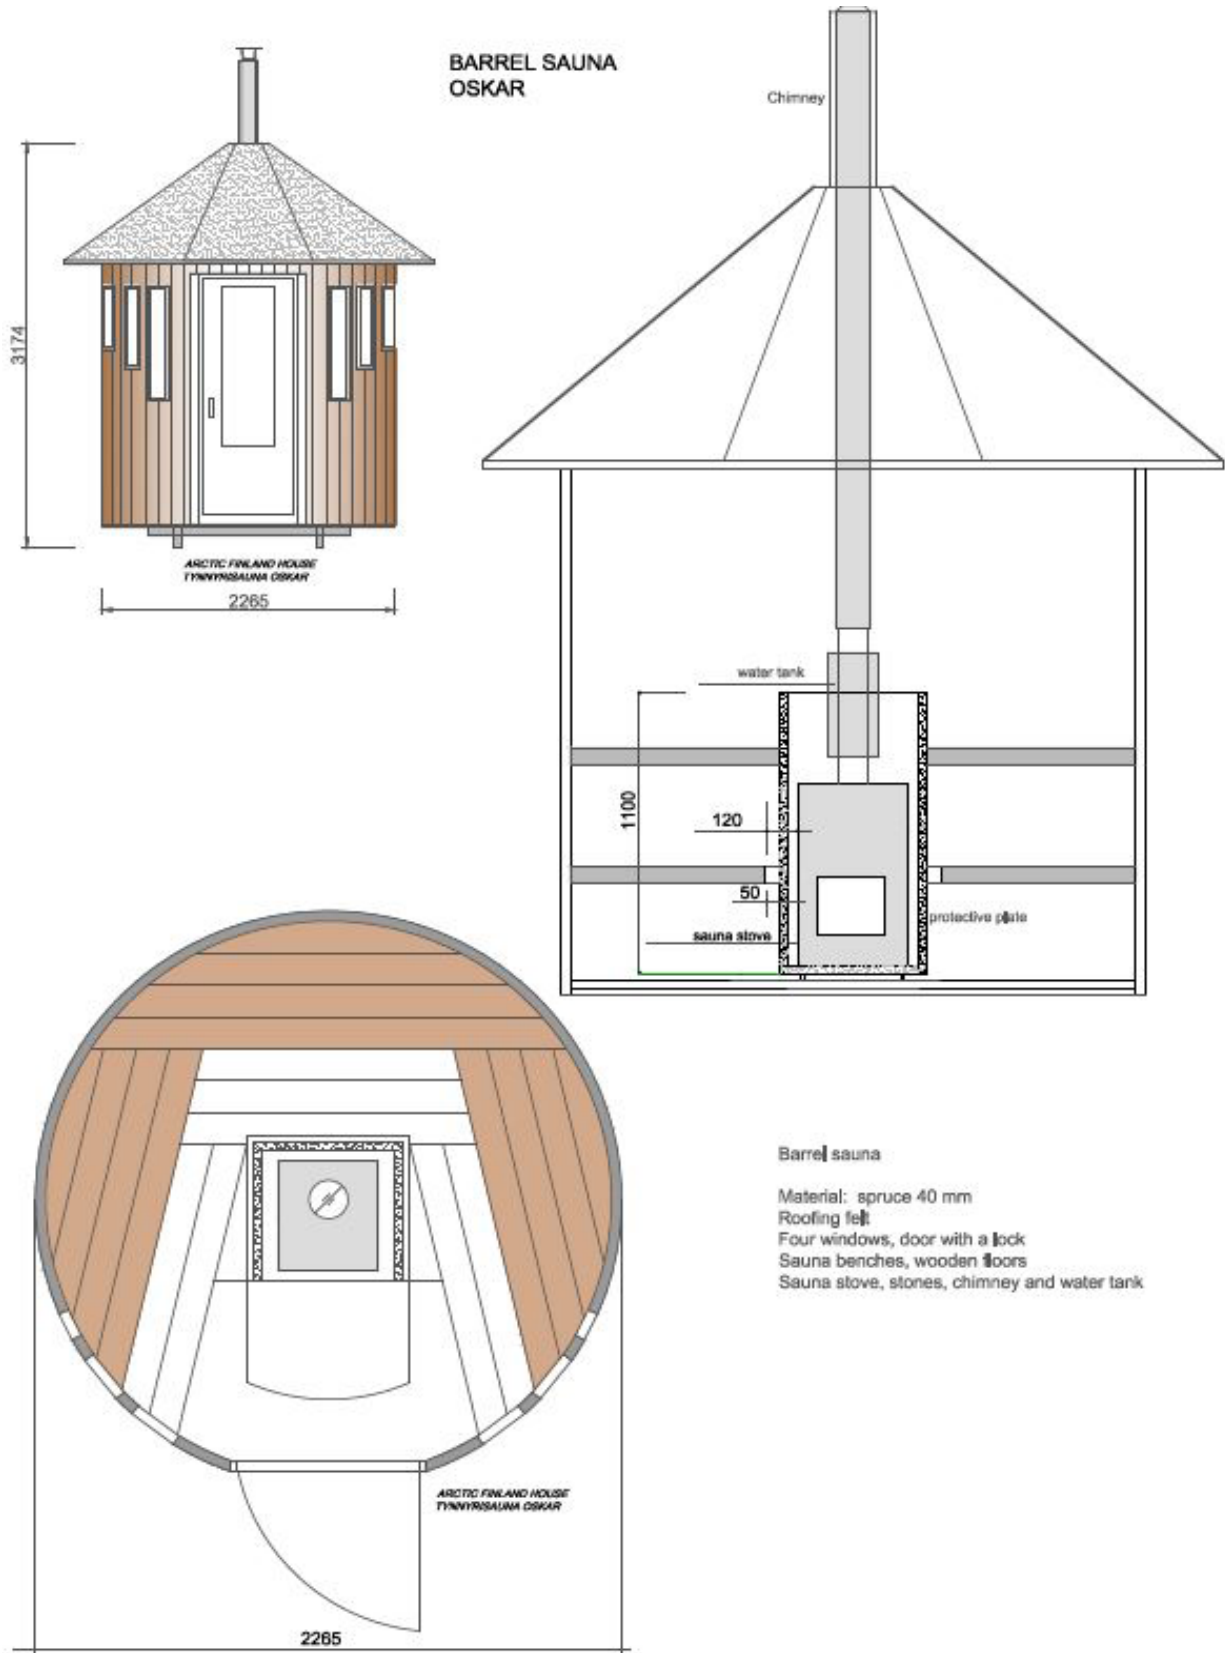 BARREL SAUNA
OSKAR
Chimney
3174
ARCTIC FINLAND HOUSE
TYNNYRISAUNA OSKAR
2265
water tank
1100
120
50
sauna stove
protective plate
Barrel sauna
Material: spruce 40 mm
Roofing felt
Four windows, door with a lock
Sauna benches, wooden floors
Sauna stove, stones, chimney and water tank
ARCTIC FINLAND HOUSE
TYNNYRISAUNA OSKAR
2265